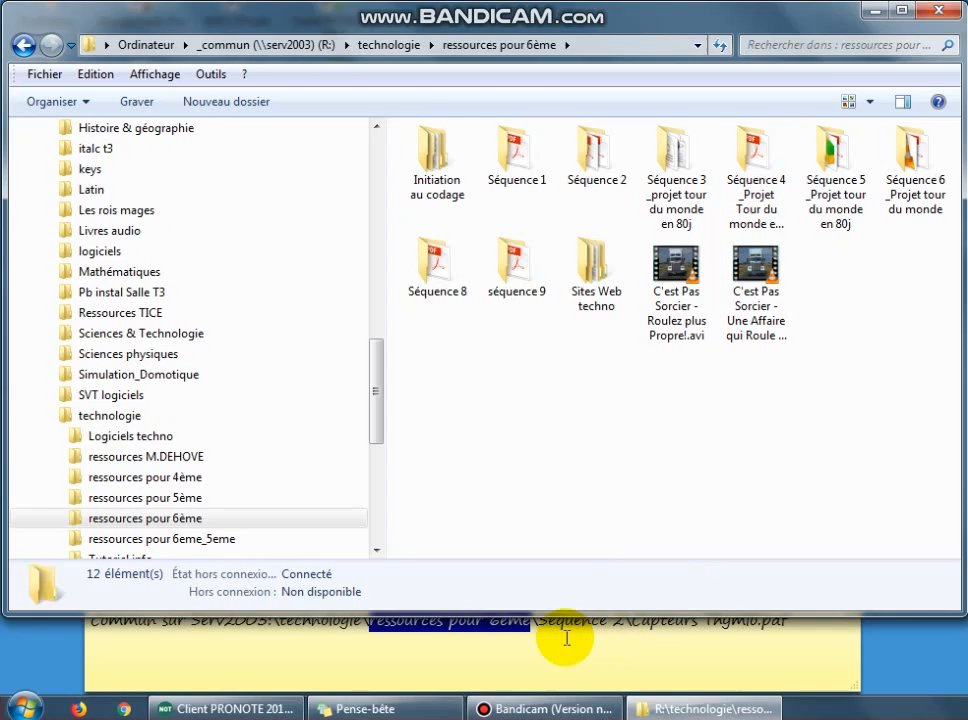 www.BANDICAM.com
Ordinateur
_commun (\\serv2003) (R:)
technologie
ressources pour 6ème
Rechercher dans : ressources pour ...
Fichier
Edition
Affichage
Outils
?
Organiser
Graver
Nouveau dossier
Histoire & géographie
italc t3
keys
Latin
Les rois mages
Livres audio
logiciels
Mathématiques
Pb instal Salle T3
Ressources TICE
Sciences & Technologie
Sciences physiques
Simulation_Domotique
SVT logiciels
technologie
Logiciels techno
ressources M.DEHOVE
ressources pour 4ème
ressources pour 5ème
ressources pour 6ème
ressources pour 6eme_5eme
Tutoriel info
Initiation
au codage
Séquence 1
Séquence 2
Séquence 3
_projet tour
du monde
en 80j
Séquence 4
_Projet
Tour du
monde e...
Séquence 5
_Projet tour
du monde
en 80j
Séquence 6
_Projet tour
du monde
Séquence 8
séquence 9
Sites Web
techno
C'est Pas
Sorcier -
Roulez plus
Propre!.avi
C'est Pas
Sorcier -
Une Affaire
qui Roule ...
12 élément(s)
État hors connexio... Connecté
Hors connexion : Non disponible
Commun sur Serv2003:\technologie\ressources pour 6ème\Séquence 2\Capteurs Thymio.pdf
Client PRONOTE 201...
Pense-bête
Bandicam (Version n...
R:\technologie\resso...